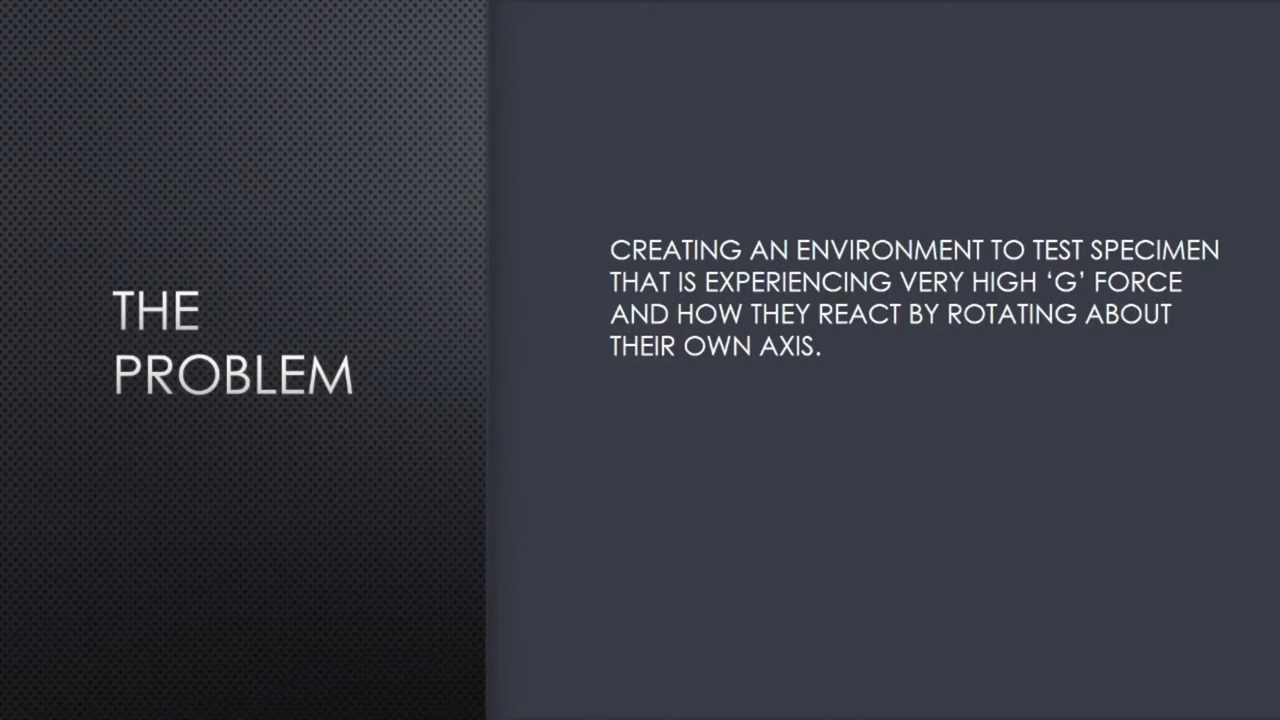 THE
PROBLEM
CREATING AN ENVIRONMENT TO TEST SPECIMEN
THAT IS EXPERIENCING VERY HIGH ‘G’ FORCE
AND HOW THEY REACT BY ROTATING ABOUT
THEIR OWN AXIS.